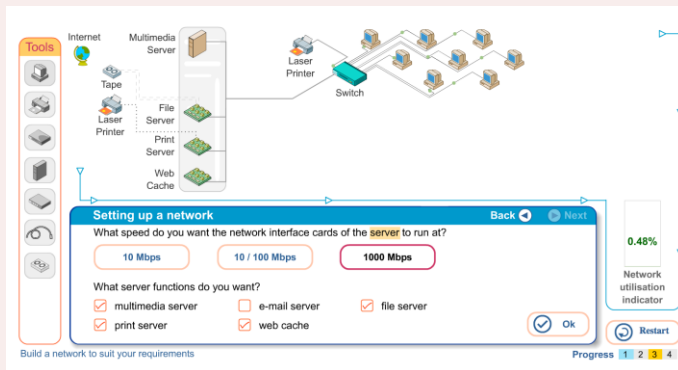 Tools
Internet
Multimedia
Server
Tape
Laser
Printer
File
Server
Print
Server
Web
Cache
Laser
Printer
Switch
Setting up a network
Back
Next
What speed do you want the network interface cards of the server to run at?
10 Mbps
10 / 100 Mbps
1000 Mbps
What server functions do you want?
multimedia server
e-mail server
file server
print server
web cache
Ok
0.48%
Network
utilisation
indicator
Restart
Build a network to suit your requirements
Progress 1 2 3 4